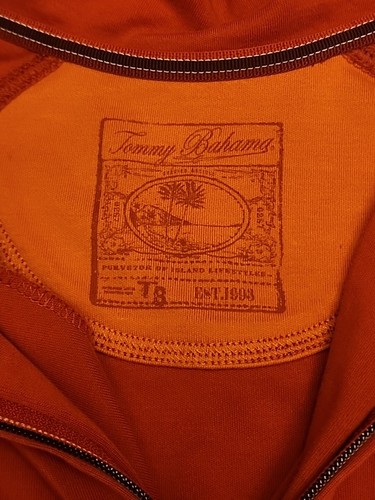 Tommy Bahama
PURVEYOR OF ISLAND LIFESTYLES
TB
EST. 1993